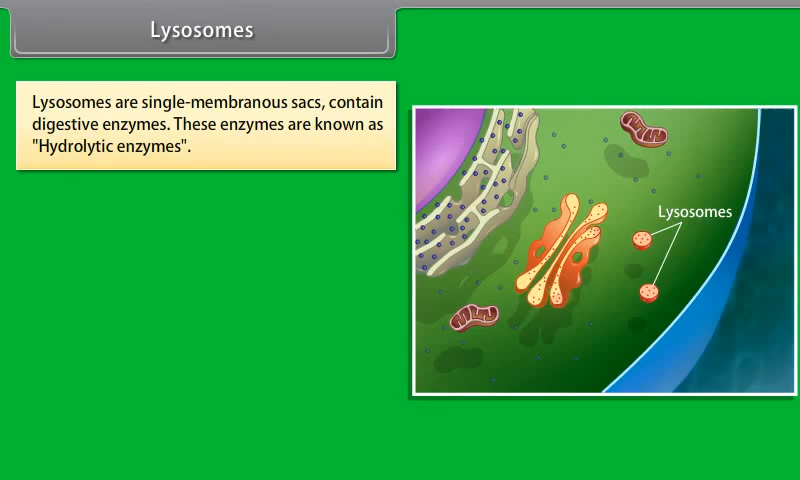 Lysosomes
Lysosomes are single-membranous sacs, contain
digestive enzymes. These enzymes are known as
"Hydrolytic enzymes".
Lysosomes